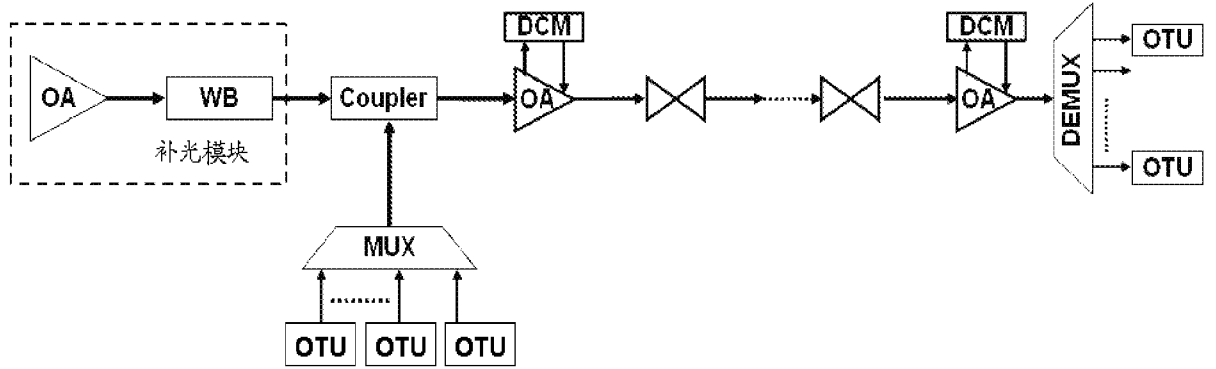 DCM
DCM
OA
WB
Coupler
OA
OA
DEMUX
OTU
OTU
补光模块
MUX
OTU
OTU
OTU